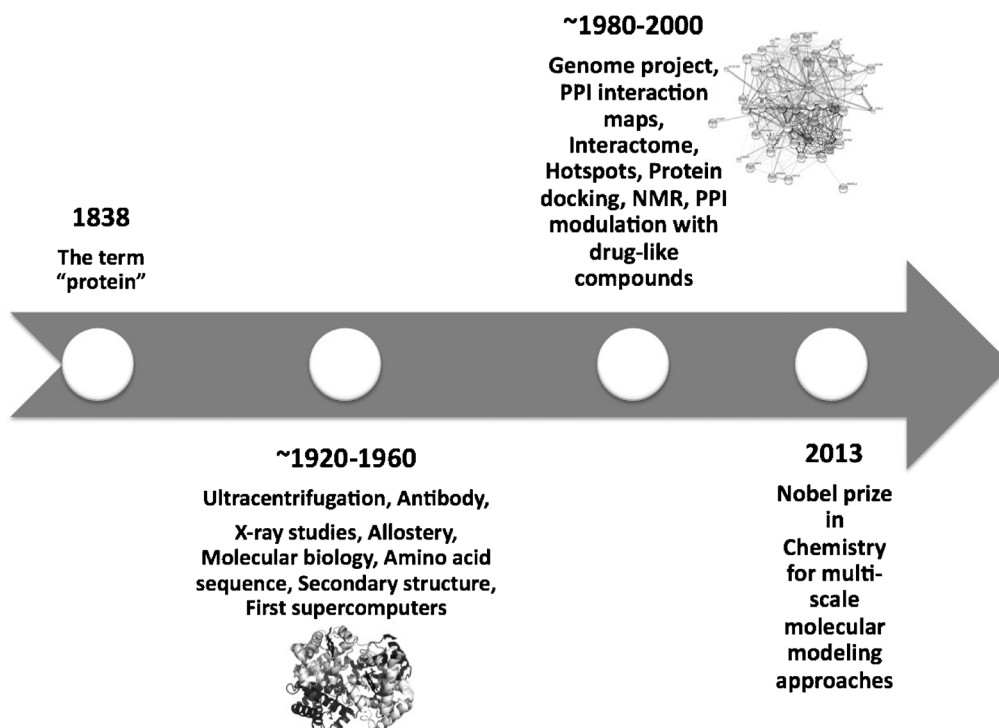 1838
The term
“protein”
~1920-1960
Ultracentrifugation, Antibody,
X-ray studies, Allostery,
Molecular biology, Amino acid
sequence, Secondary structure,
First supercomputers
~1980-2000
Genome project,
PPI interaction
maps,
Interactome,
Hotspots, Protein
docking, NMR, PPI
modulation with
drug-like
compounds
2013
Nobel prize
in
Chemistry
for multi-
scale
molecular
modeling
approaches